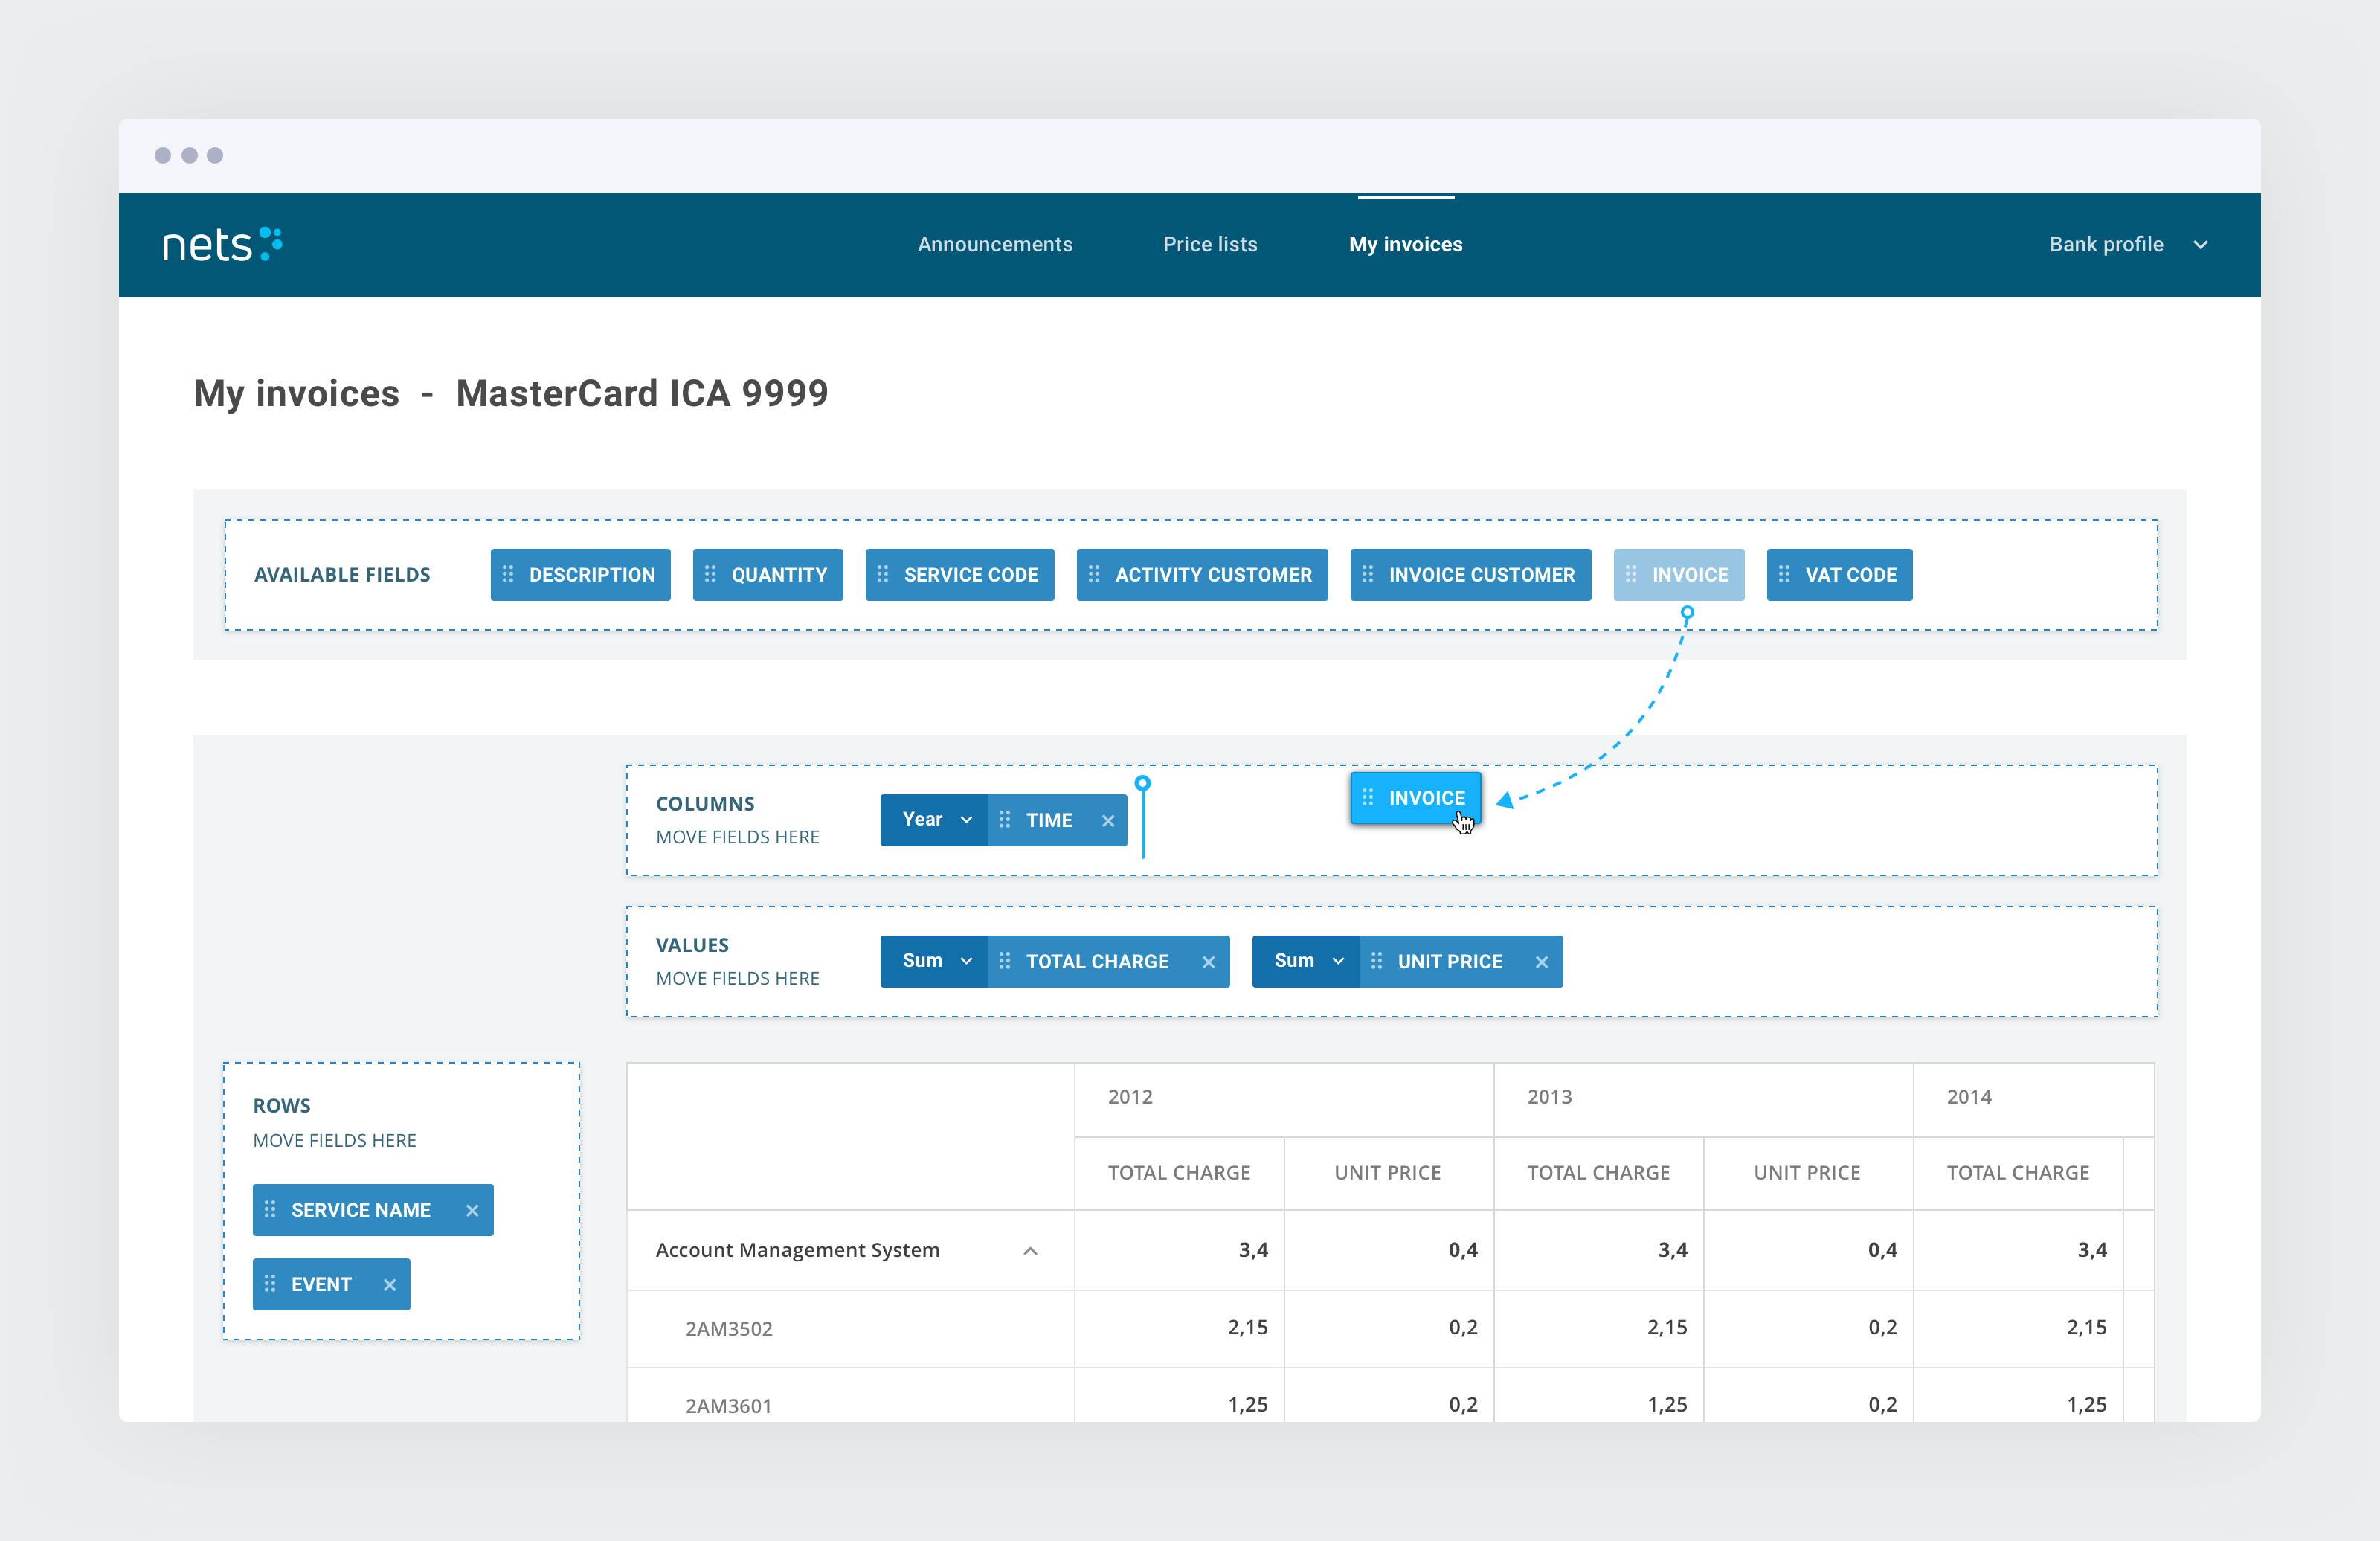 nets
Announcements Price lists My invoices Bank profile
My invoices - MasterCard ICA 9999
AVAILABLE FIELDS DESCRIPTION QUANTITY SERVICE CODE ACTIVITY CUSTOMER INVOICE CUSTOMER INVOICE VAT CODE
COLUMNS
MOVE FIELDS HERE
Year TIME INVOICE
VALUES
MOVE FIELDS HERE
Sum TOTAL CHARGE Sum UNIT PRICE
ROWS
MOVE FIELDS HERE
SERVICE NAME
EVENT
2012 2013 2014
TOTAL CHARGE UNIT PRICE TOTAL CHARGE UNIT PRICE TOTAL CHARGE
Account Management System 3,4 0,4 3,4 0,4 3,4
2AM3502 2,15 0,2 2,15 0,2 2,15
2AM3601 1,25 0,2 1,25 0,2 1,25